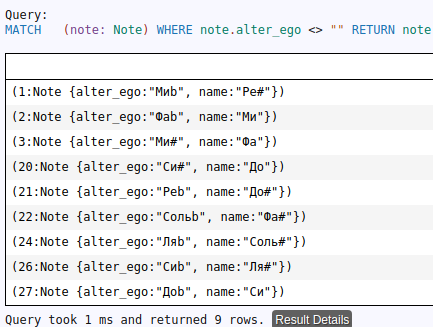 Query:
MATCH (note: Note) WHERE note.alter_ego <> "" RETURN note
(1:Note {alter_ego:"Миb", name:"Ре#"})
(2:Note {alter_ego:"Фаb", name:"Ми"})
(3:Note {alter_ego:"Ми#", name:"Фа"})
(20:Note {alter_ego:"Си#", name:"До"})
(21:Note {alter_ego:"Реb", name:"До#"})
(22:Note {alter_ego:"Сольb", name:"Фа#"})
(24:Note {alter_ego:"Ляb", name:"Соль#"})
(26:Note {alter_ego:"Сиb", name:"Ля#"})
(27:Note {alter_ego:"Доb", name:"Си"})
Query took 1 ms and returned 9 rows. Result Details